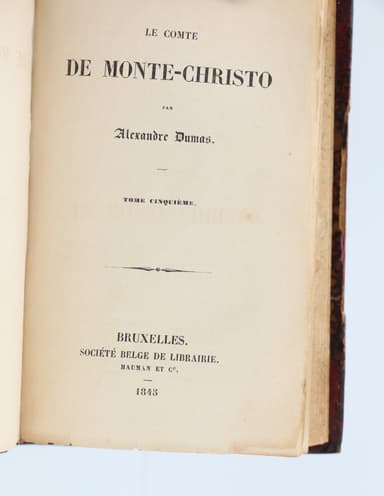 LE COMTE
DE MONTE-CHRISTO
PAR
Alexandre Dumas.
TOME CINQUIÈME.
BRUXELLES.
SOCIÉTÉ BELGE DE LIBRAIRIE.
HAUMAN ET Cᵉ.
1845